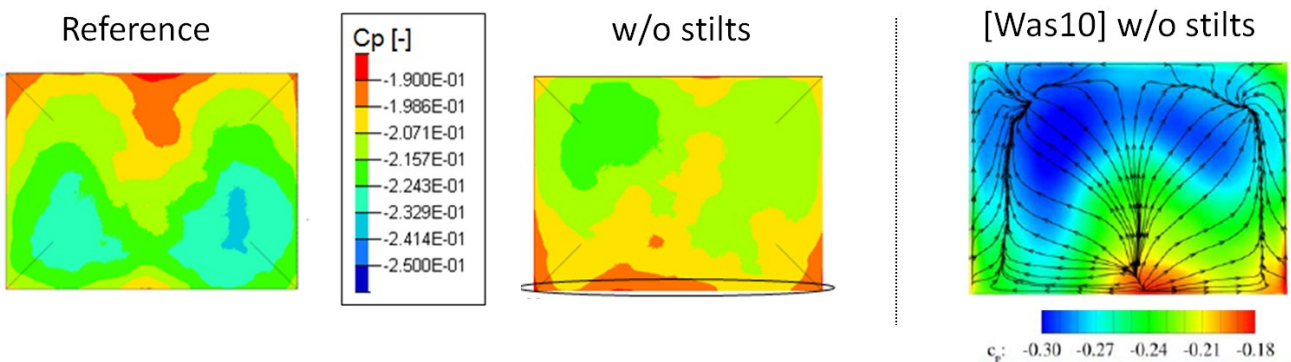 Reference
Cp [-]
-1.900E-01
-1.986E-01
-2.071E-01
-2.157E-01
-2.243E-01
-2.329E-01
-2.414E-01
-2.500E-01
w/o stilts
[Was10] w/o stilts
cp: -0.30 -0.27 -0.24 -0.21 -0.18